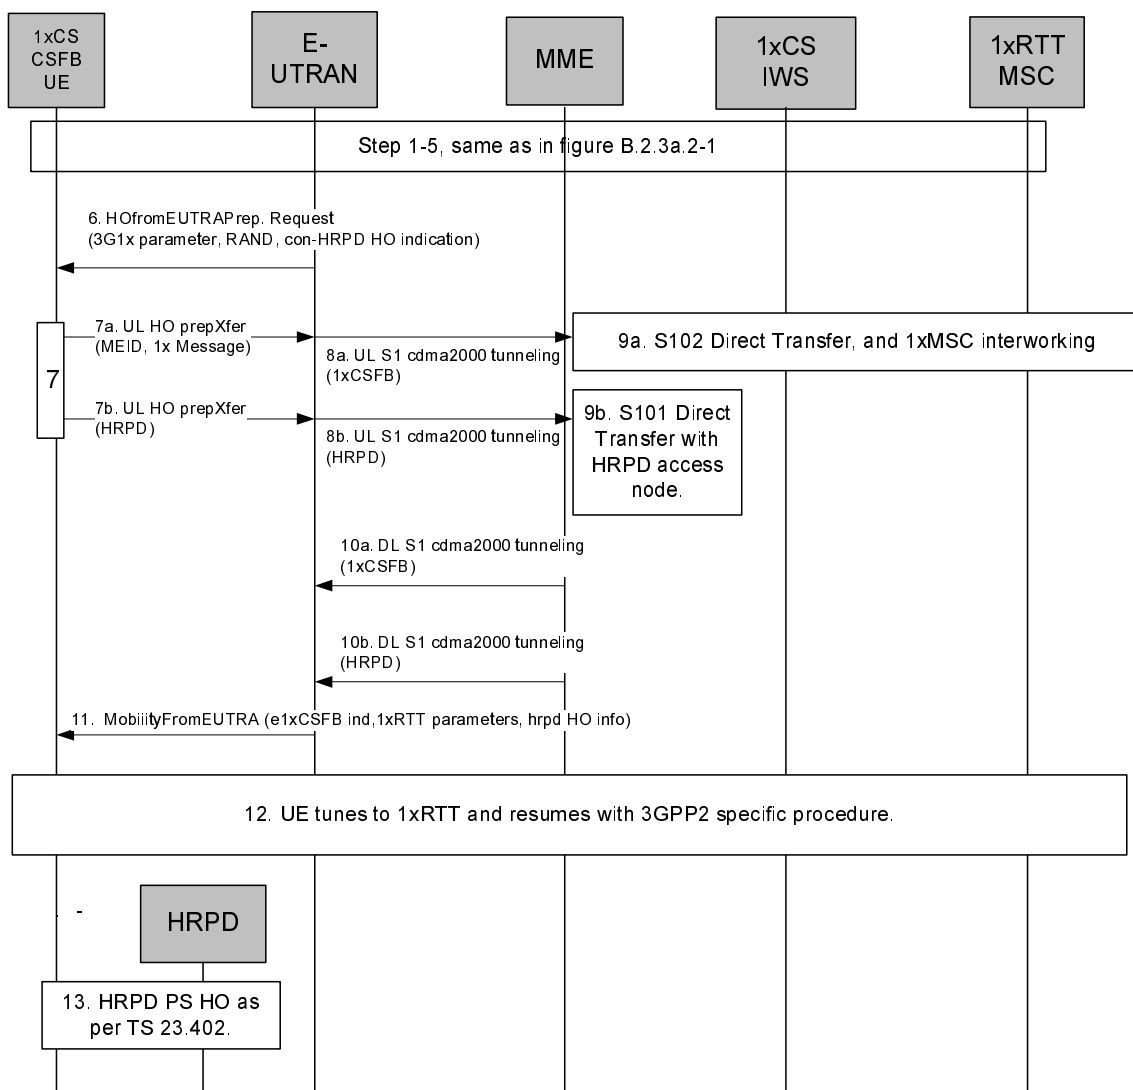 1xCS
CSFB
UE
E-
UTRAN
MME
1xCS
IWS
1xRTT
MSC
Step 1-5, same as in figure B.2.3a.2-1
6. HOfromEUTRAPrep. Request
(3G1x parameter, RAND, con-HRPD HO indication)
7
7a. UL HO prepXfer
(MEID, 1x Message)
8a. UL S1 cdma2000 tunneling
(1xCSFB)
9a. S102 Direct Transfer, and 1xMSC interworking
7b. UL HO prepXfer
(HRPD)
8b. UL S1 cdma2000 tunneling
(HRPD)
9b. S101 Direct
Transfer with
HRPD access
node.
10a. DL S1 cdma2000 tunneling
(1xCSFB)
10b. DL S1 cdma2000 tunneling
(HRPD)
11. MobiiityFromEUTRA (e1xCSFB ind,1xRTT parameters, hrpd HO info)
12. UE tunes to 1xRTT and resumes with 3GPP2 specific procedure.
. -
HRPD
13. HRPD PS HO as
per TS 23.402.